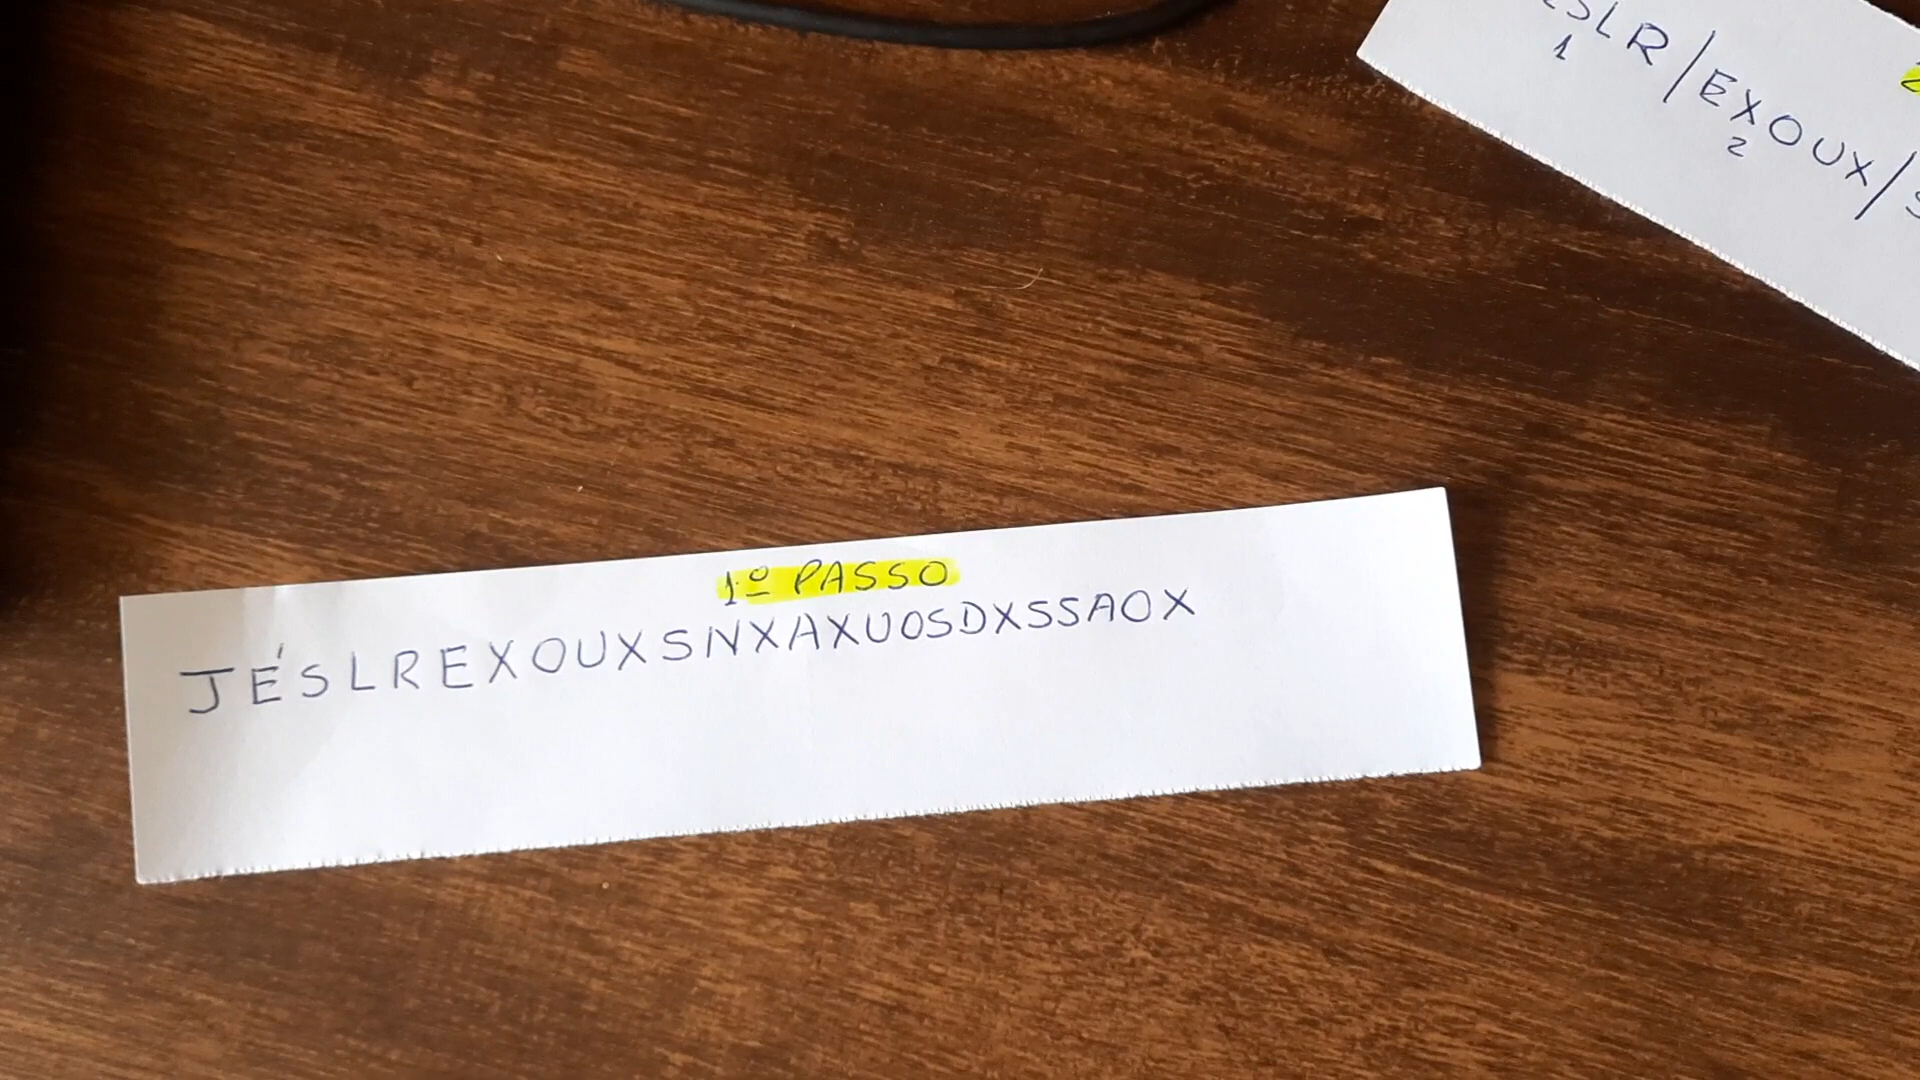 1º PASSO
JÉSLREXOUXSNXAXUOSDXSSAOX
SLR/EXOUX/
1
2